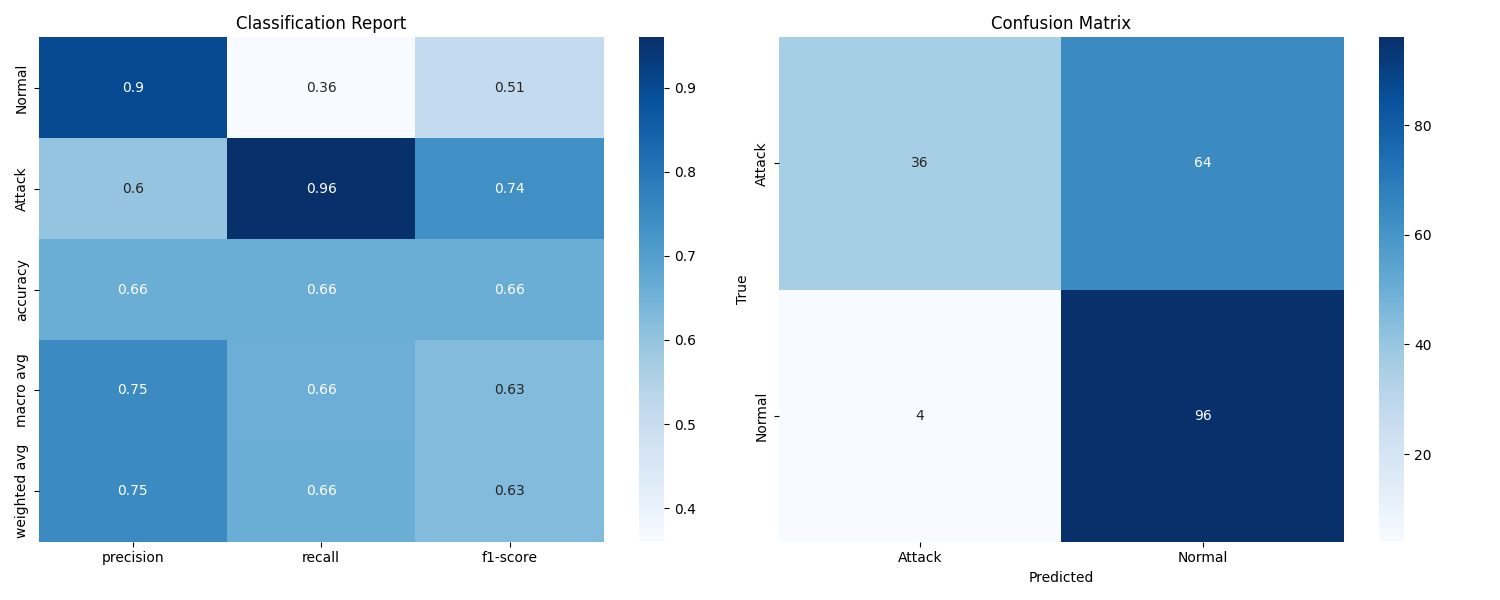 Classification Report
Normal 0.9 0.36 0.51
Attack 0.6 0.96 0.74
accuracy 0.66 0.66 0.66
macro avg 0.75 0.66 0.63
weighted avg 0.75 0.66 0.63
precision recall f1-score
0.9
0.8
0.7
0.6
0.5
0.4
Confusion Matrix
True
Attack 36 64
Normal 4 96
Attack Normal
Predicted
80
60
40
20